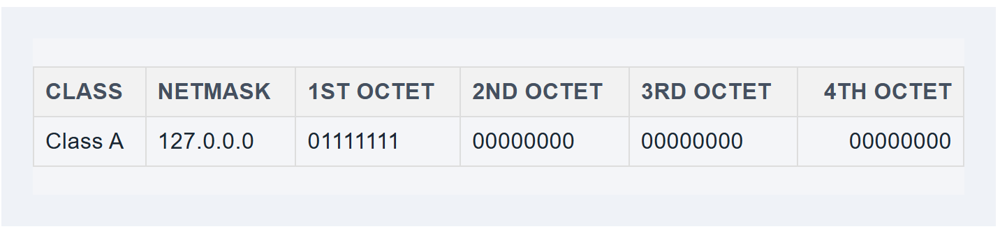 CLASS NETMASK 1ST OCTET 2ND OCTET 3RD OCTET 4TH OCTET
Class A 127.0.0.0 01111111 00000000 00000000 00000000